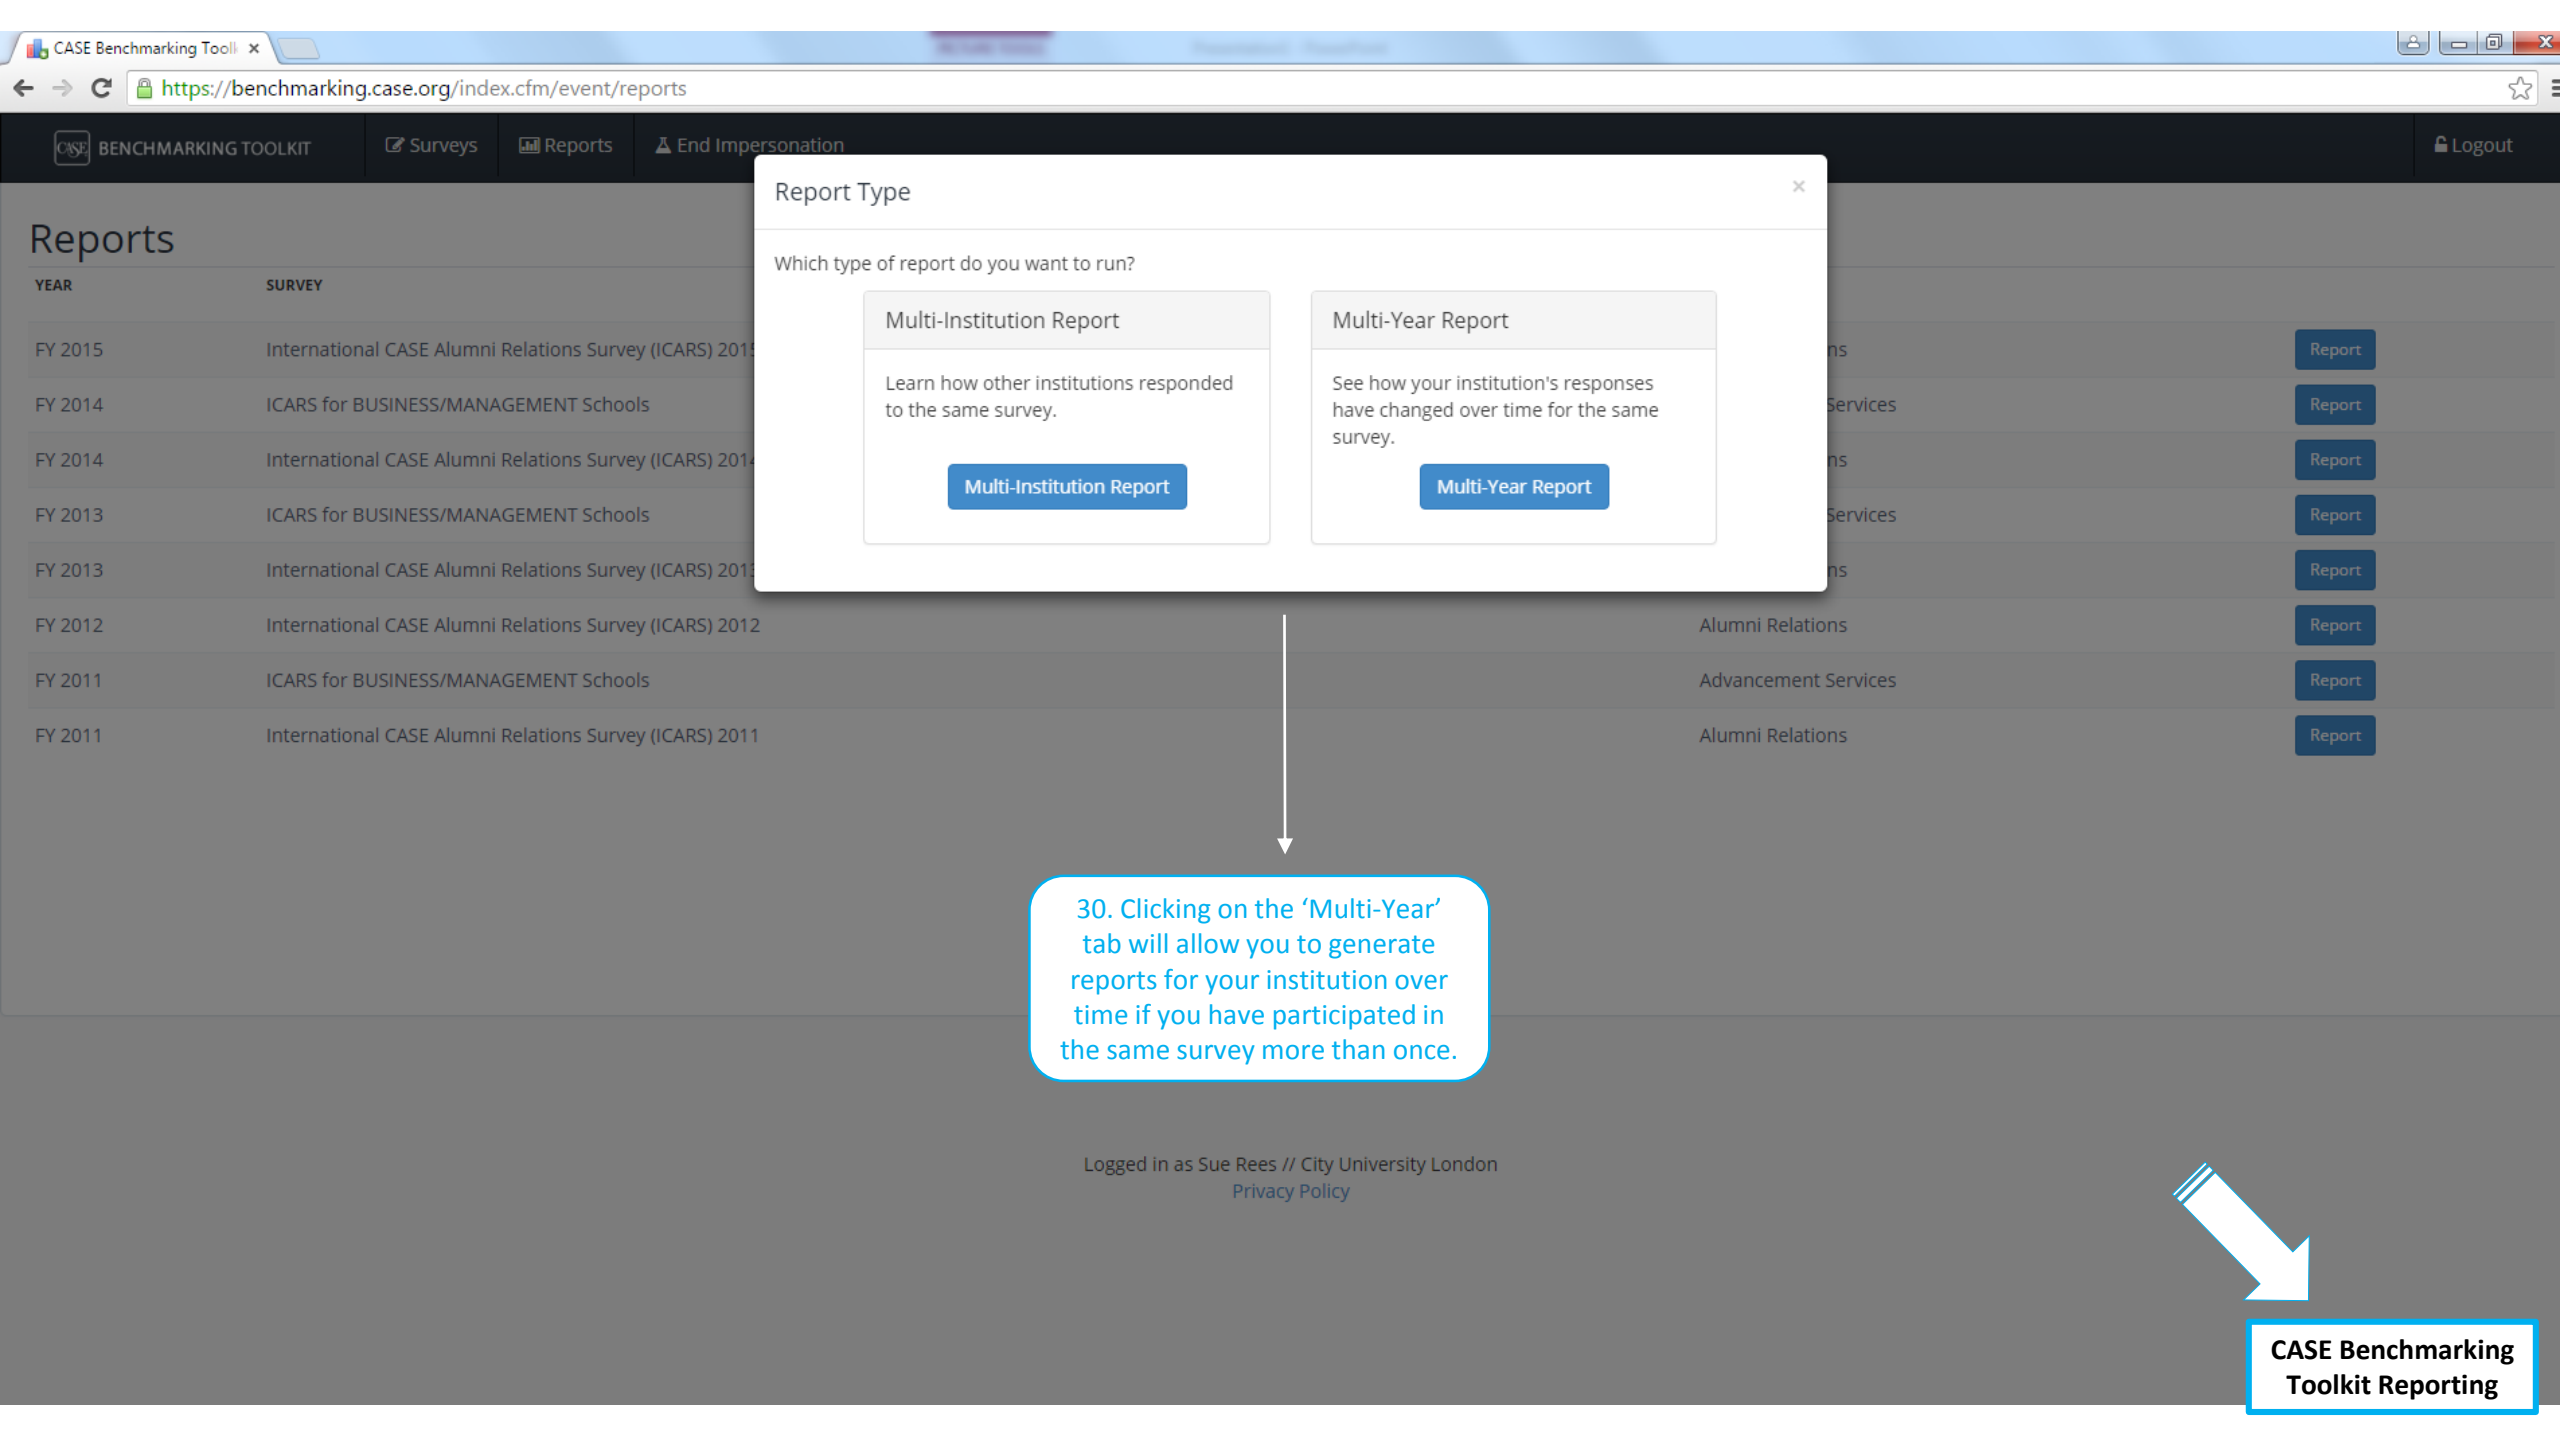 CASE Benchmarking Toolk
https://benchmarking.case.org/index.cfm/event/reports
CASE BENCHMARKING TOOLKIT Surveys Reports End Impersonation Logout
Report Type
Reports
Which type of report do you want to run?
YEAR SURVEY
Multi-Institution Report
Learn how other institutions responded
to the same survey.
Multi-Institution Report
Multi-Year Report
See how your institution's responses
have changed over time for the same
survey.
Multi-Year Report
FY 2015 International CASE Alumni Relations Survey (ICARS) 2015 ns Report
FY 2014 ICARS for BUSINESS/MANAGEMENT Schools Services Report
FY 2014 International CASE Alumni Relations Survey (ICARS) 2014 ns Report
FY 2013 ICARS for BUSINESS/MANAGEMENT Schools Services Report
FY 2013 International CASE Alumni Relations Survey (ICARS) 2013 ns Report
FY 2012 International CASE Alumni Relations Survey (ICARS) 2012 Alumni Relations Report
FY 2011 ICARS for BUSINESS/MANAGEMENT Schools Advancement Services Report
FY 2011 International CASE Alumni Relations Survey (ICARS) 2011 Alumni Relations Report
30. Clicking on the ‘Multi-Year’
tab will allow you to generate
reports for your institution over
time if you have participated in
the same survey more than once.
Logged in as Sue Rees // City University London
Privacy Policy
CASE Benchmarking
Toolkit Reporting